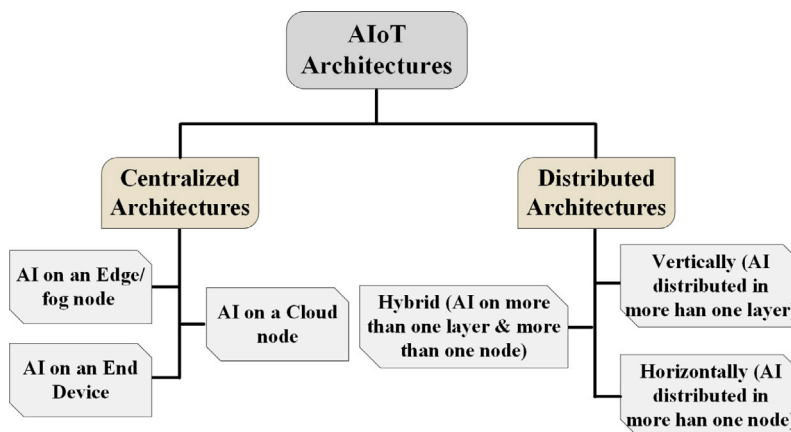 AIoT
Architectures
Centralized
Architectures
Distributed
Architectures
AI on an Edge/
fog node
AI on a Cloud
node
AI on an End
Device
Hybrid (AI on more
than one layer & more
than one node)
Vertically (AI
distributed in
more han one layer)
Horizontally (AI
distributed in
more han one node)